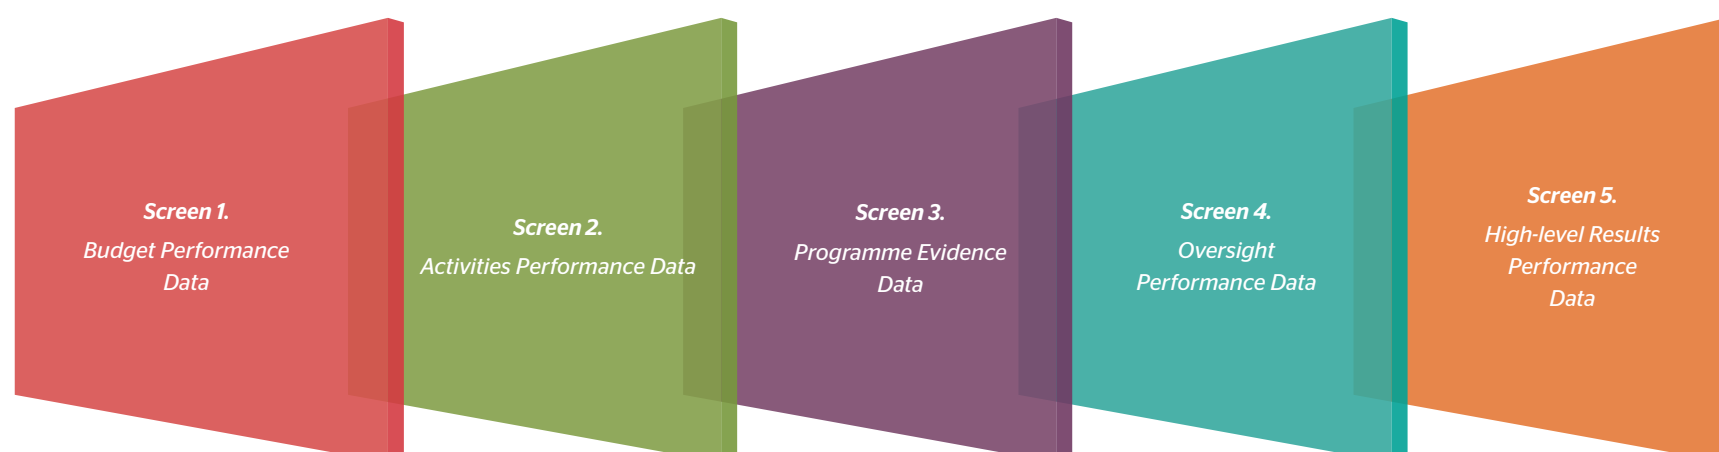 Screen 1.
Budget Performance
Data
Screen 2.
Activities Performance Data
Screen 3.
Programme Evidence
Data
Screen 4.
Oversight
Performance Data
Screen 5.
High-level Results
Performance
Data